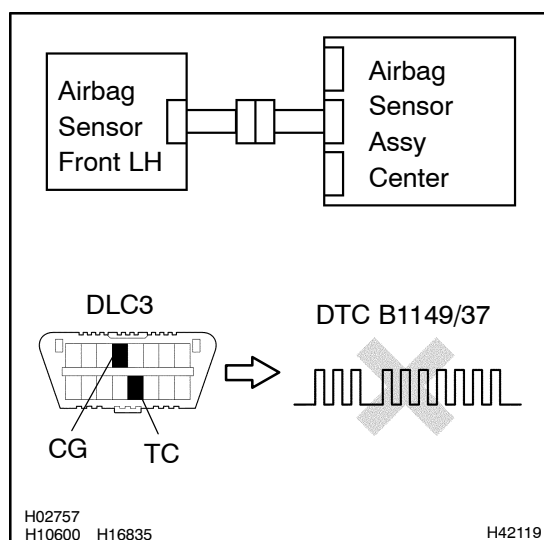 Airbag
Sensor
Front LH
Airbag
Sensor
Assy
Center
DLC3
DTC B1149/37
CG
TC
H02757
H10600 H16835
H42119